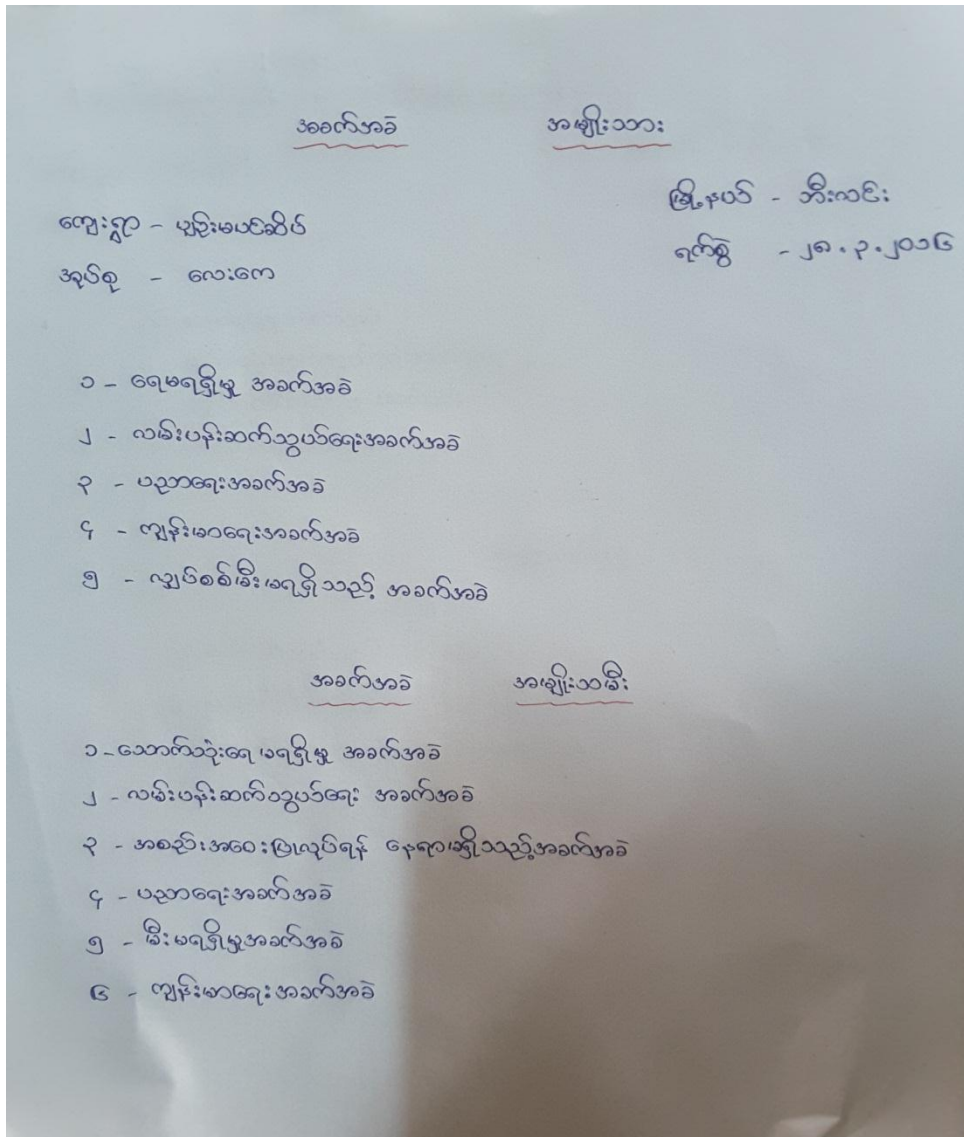 အခက်အခဲ အမျိုးသား
မြို့နယ် - ဘီးလင်း
ကျေးရွာ - ပျဉ်းမပင်ဆိပ်
ရက်စွဲ - ၂၈.၃.၂၀၁၆
အုပ်စု - လေးကေ
၁ - ရေမရရှိမှု အခက်အခဲ
၂ - လမ်းပန်းဆက်သွယ်ရေးအခက်အခဲ
၃ - ပညာရေးအခက်အခဲ
၄ - ကျန်းမာရေးအခက်အခဲ
၅ - လျှပ်စစ်မီးမရရှိသည့် အခက်အခဲ
အခက်အခဲ အမျိုးသမီး
၁ - သောက်သုံးရေ မရရှိမှု အခက်အခဲ
၂ - လမ်းပန်းဆက်သွယ်ရေး အခက်အခဲ
၃ - အစည်းအဝေးပြုလုပ်ရန် နေရာမရှိသည့်အခက်အခဲ
၄ - ပညာရေးအခက်အခဲ
၅ - မီးမရရှိမှုအခက်အခဲ
၆ - ကျန်းမာရေးအခက်အခဲ